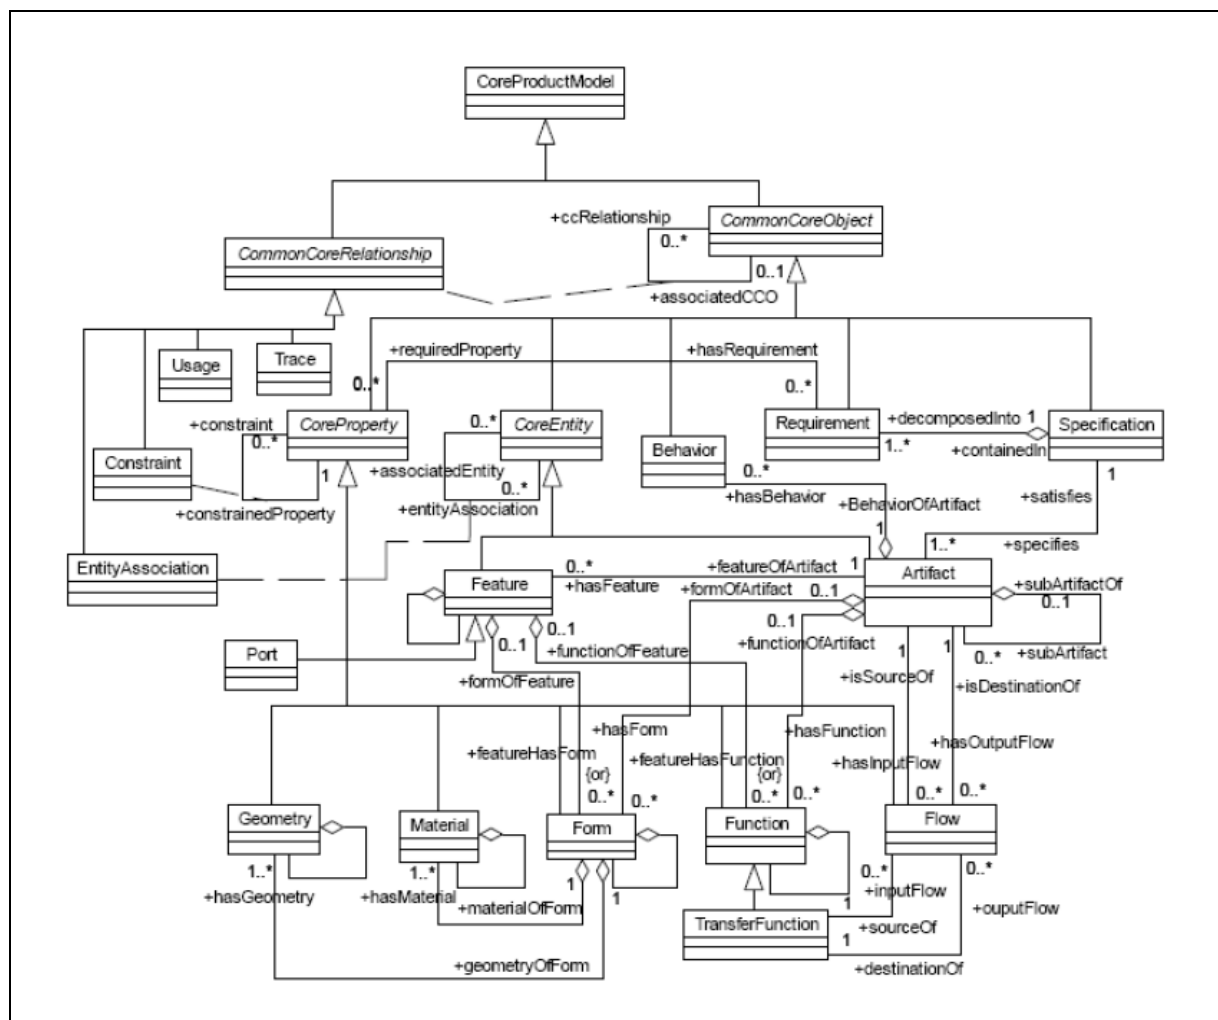 CoreProductModel
+ccRelationship
CommonCoreObject
0..*
CommonCoreRelationship
0..1
+associatedCCO
Usage
Trace
+requiredProperty
+hasRequirement
0..*
0..*
+constraint
0..*
CoreProperty
0..*
CoreEntity
Requirement
+decomposedInto
1
Specification
Constraint
1
+associatedEntity
Behavior
1..*
+containedIn
1
0..*
0..*
+constrainedProperty
+entityAssociation
+hasBehavior
+BehaviorOfArtifact
+satisfies
1
1..*
+specifies
EntityAssociation
Feature
0..*
+hasFeature
+featureOfArtifact
1
Artifact
+formOfArtifact
0..1
+subArtifactOf
0..1
0..1
0..1
0..1
Port
+functionOfFeature
+functionOfArtifact
1
1
0..*
+subArtifact
+formOfFeature
+isSourceOf
+isDestinationOf
+hasForm
+hasFunction
+featureHasForm
+featureHasFunction
+hasInputFlow
+hasOutputFlow
{or}
{or}
0..*
0..*
0..*
0..*
0..*
0..*
Geometry
Material
Form
Function
Flow
1..*
1..*
1
1
0..*
0..*
+hasGeometry
+hasMaterial
+materialOfForm
1
+inputFlow
+ouputFlow
TransferFunction
1
+sourceOf
+geometryOfForm
+destinationOf